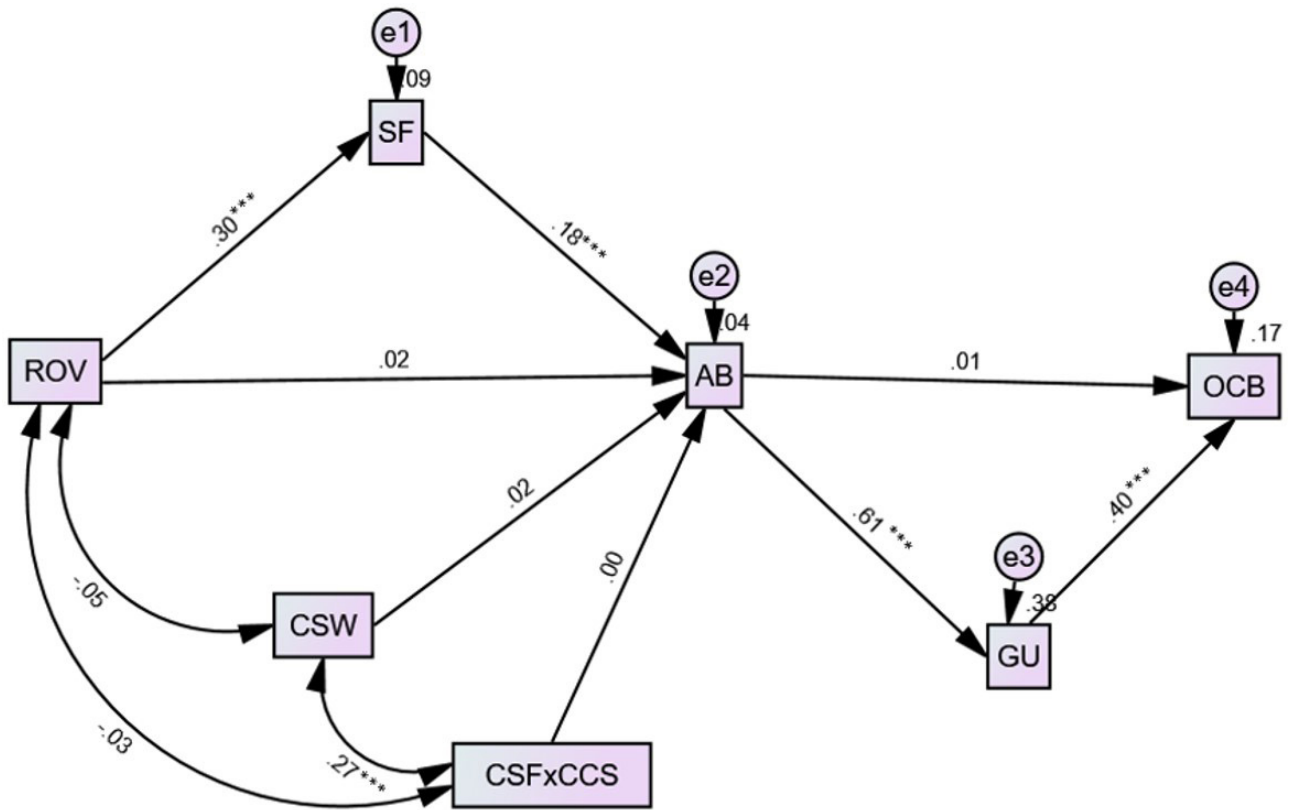 e1
.09
SF
.30***
.18***
e2
.04
e4
.17
ROV
.02
AB
.01
OCB
.02
.00
.61 ***
.40 ***
e3
.38
-.05
CSW
GU
-.03
.27***
CSFxCCS